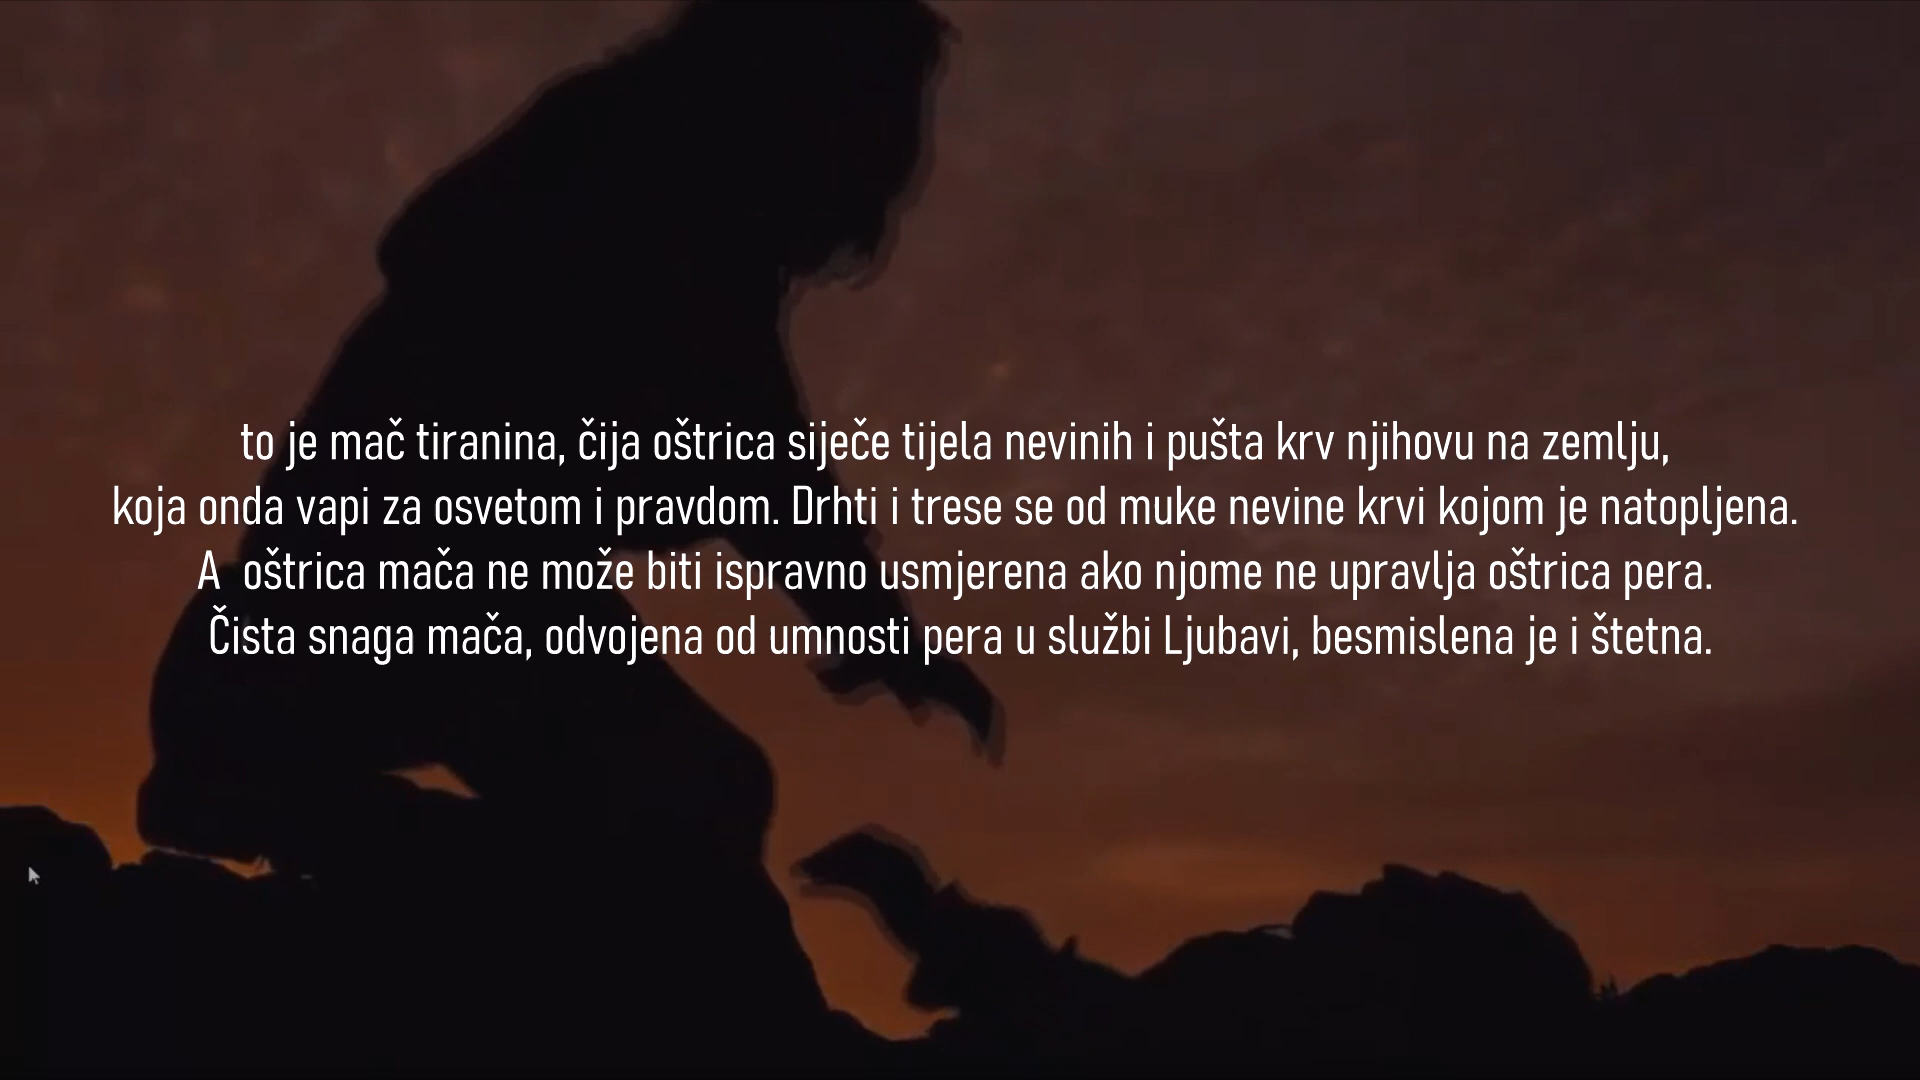 to je mač tiranina, čija oštrica siječe tijela nevinih i pušta krv njihovu na zemlju,
koja onda vapi za osvetom i pravdom. Drhti i trese se od muke nevine krvi kojom je natopljena.
A  oštrica mača ne može biti ispravno usmjerena ako njome ne upravlja oštrica pera.
Čista snaga mača, odvojena od umnosti pera u službi Ljubavi, besmislena je i štetna.